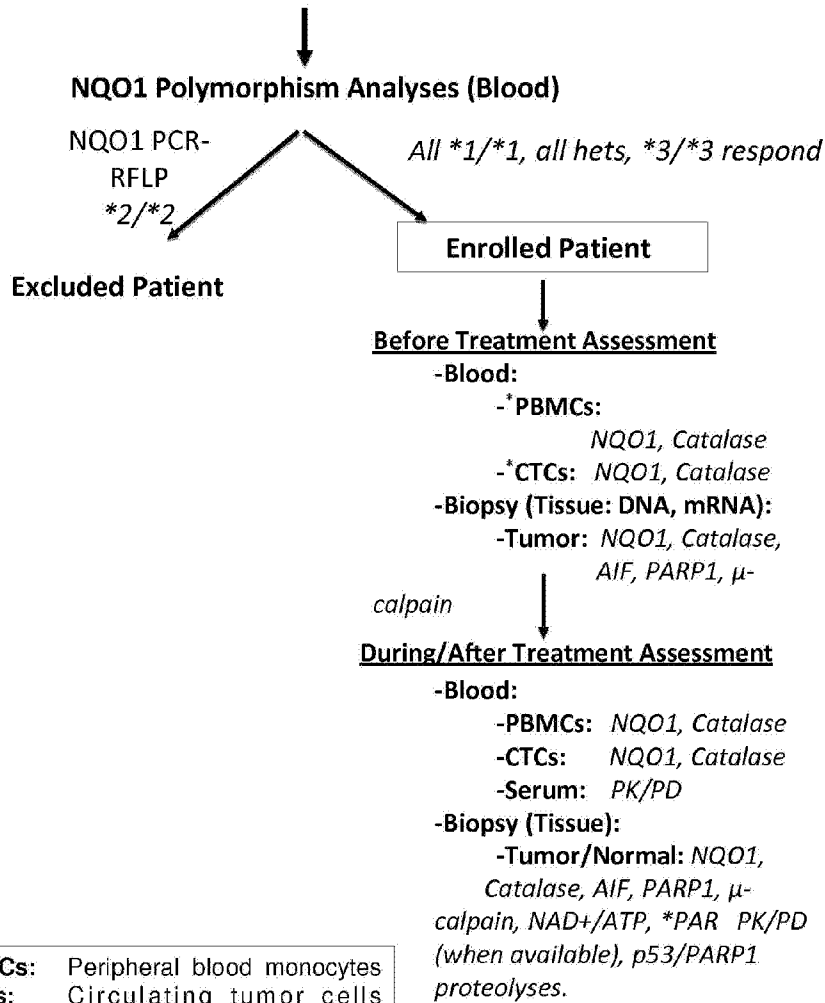 NQO1 Polymorphism Analyses (Blood)
NQO1 PCR-
RFLP
*2/*2
All *1/*1, all hets, *3/*3 respond
Excluded Patient
Enrolled Patient
Before Treatment Assessment
-Blood:
-*PBMCs:
NQO1, Catalase
-*CTCs: NQO1, Catalase
-Biopsy (Tissue: DNA, mRNA):
-Tumor: NQO1, Catalase,
AIF, PARP1, μ-
calpain
During/After Treatment Assessment
-Blood:
-PBMCs: NQO1, Catalase
-CTCs: NQO1, Catalase
-Serum: PK/PD
-Biopsy (Tissue):
-Tumor/Normal: NQO1,
Catalase, AIF, PARP1, μ-
calpain, NAD+/ATP, *PAR PK/PD
(when available), p53/PARP1
proteolyses.
Cs: Peripheral blood monocytes
s: Circulating tumor cells